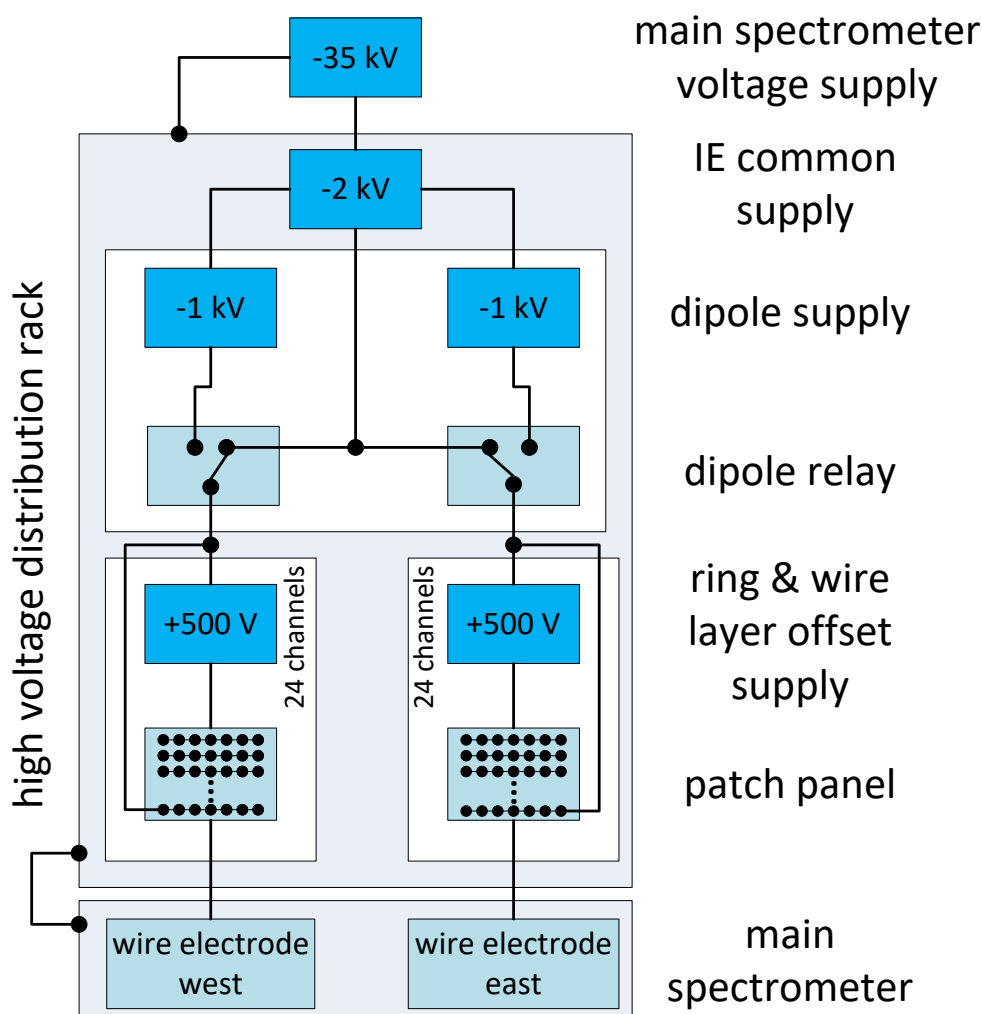 -35 kV
main spectrometer
voltage supply
-2 kV
IE common
supply
-1 kV
-1 kV
dipole supply
high voltage distribution rack
dipole relay
+500 V
24 channels
24 channels
+500 V
ring & wire
layer offset
supply
patch panel
wire electrode
west
wire electrode
east
main
spectrometer